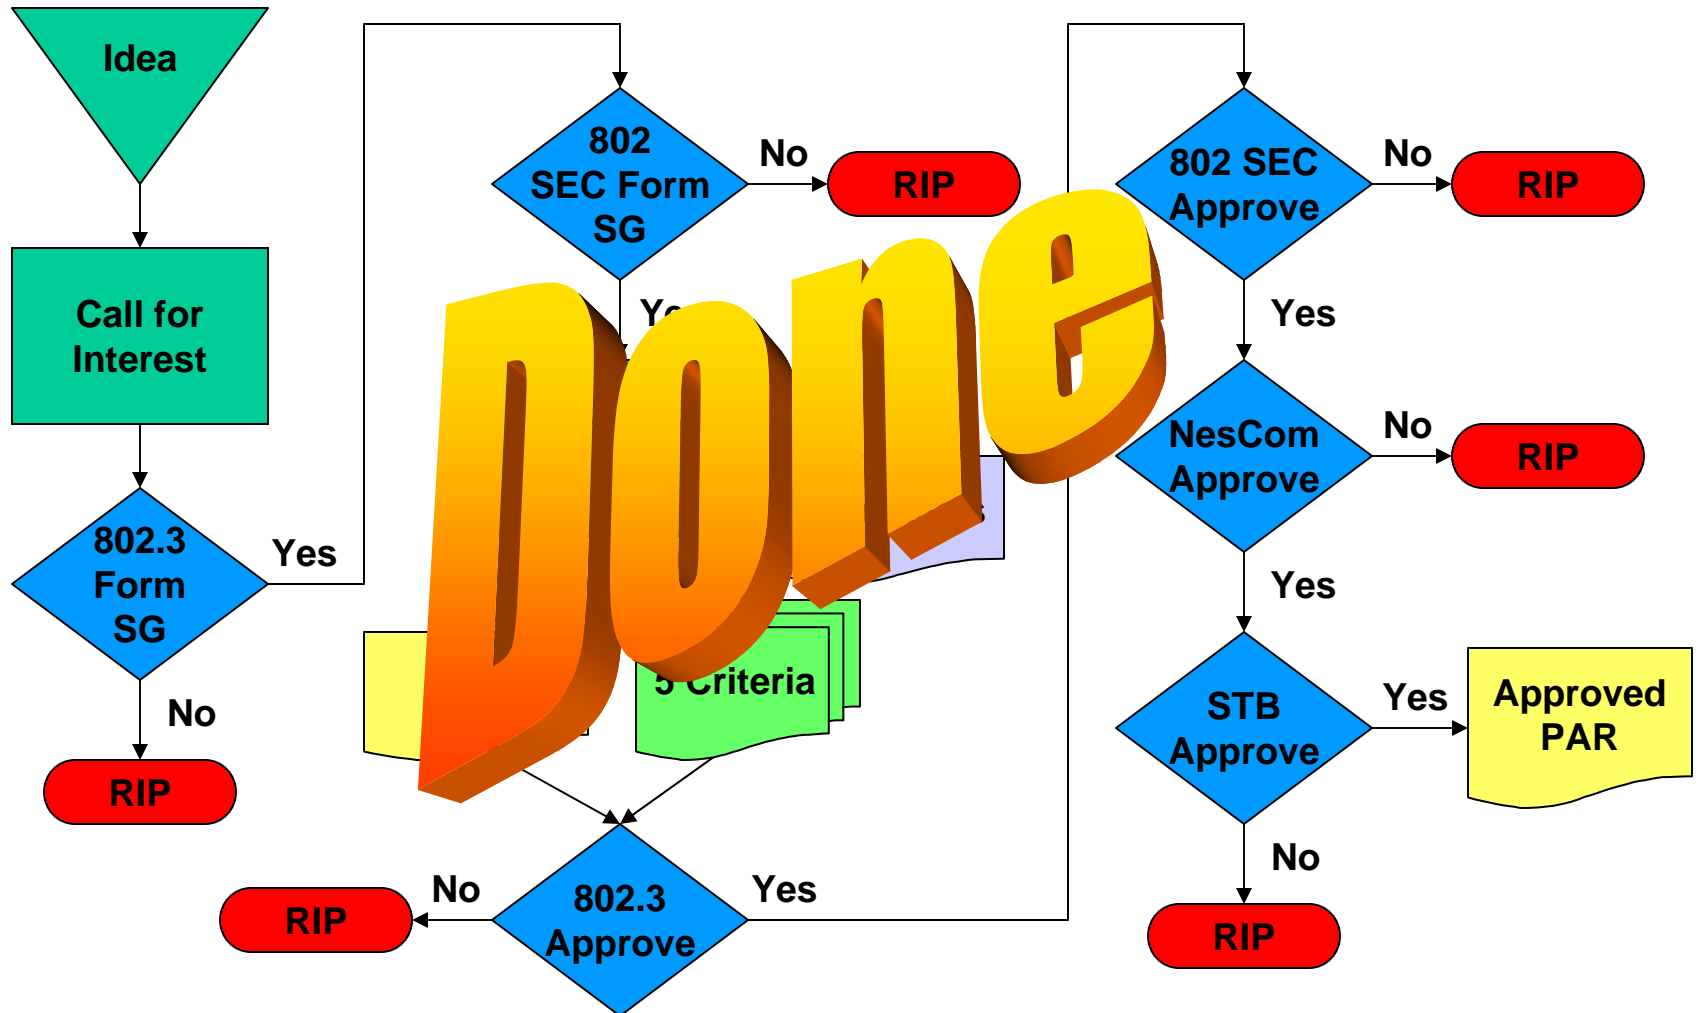 Idea
Call for
Interest
802.3
Form
SG
Yes
No
RIP
802
SEC Form
SG
No
RIP
Done
5 Criteria
802.3
Approve
No
RIP
Yes
802 SEC
Approve
No
RIP
Yes
NesCom
Approve
No
RIP
Yes
STB
Approve
Yes
Approved
PAR
No
RIP